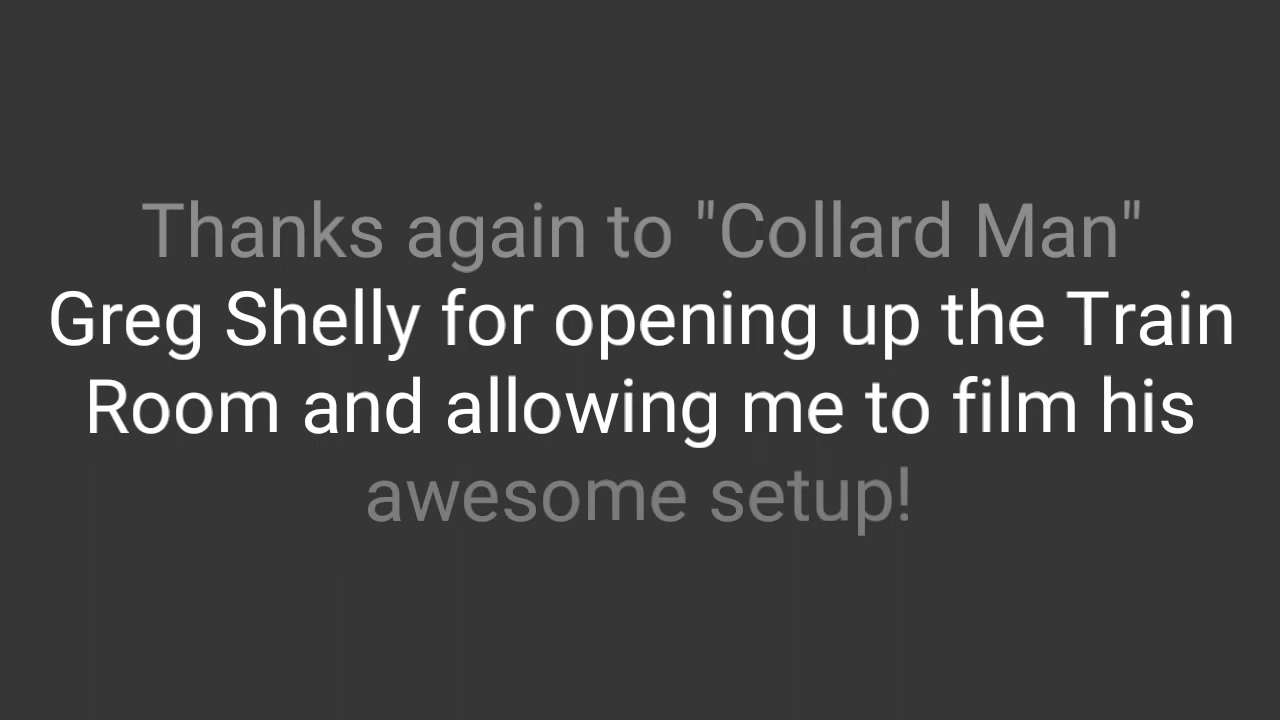 Thanks again to "Collard Man"
Greg Shelly for opening up the Train
Room and allowing me to film his
awesome setup!